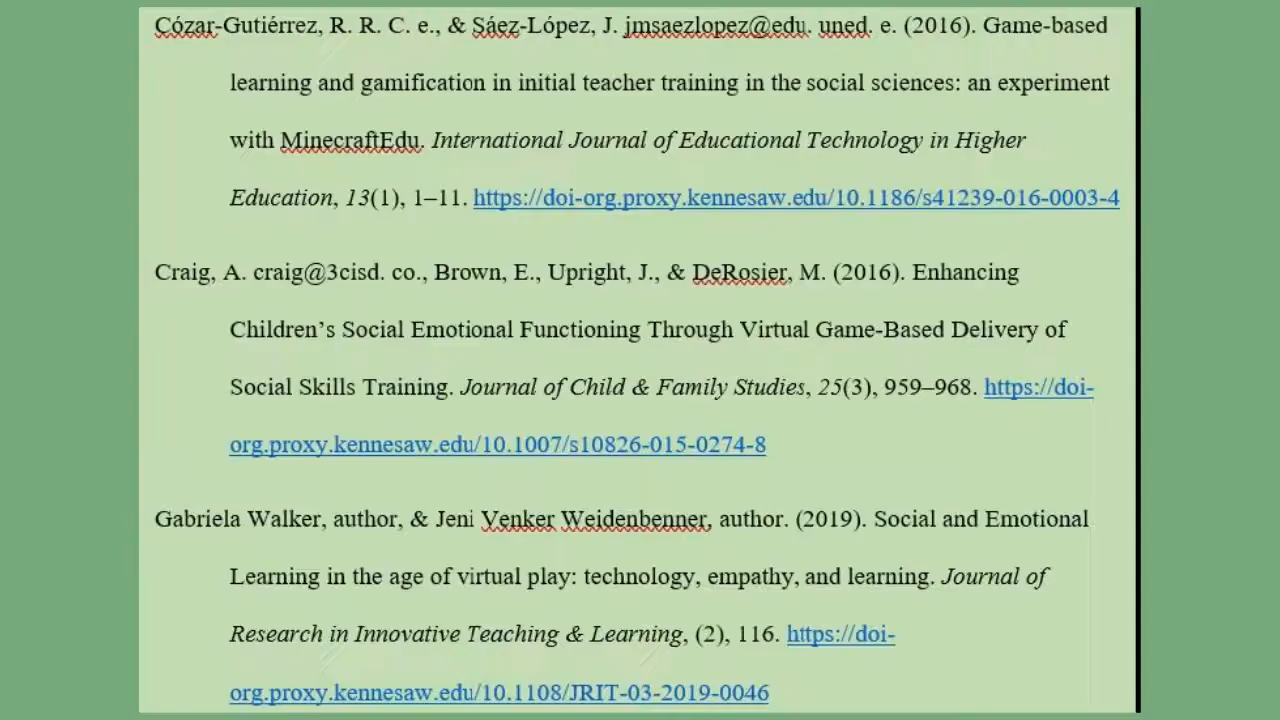 Cózar-Gutiérrez, R. R. C. e., & Sáez-López, J. jmsaezlopez@edu. uned. e. (2016). Game-based
learning and gamification in initial teacher training in the social sciences: an experiment
with MinecraftEdu. International Journal of Educational Technology in Higher
Education, 13(1), 1–11. https://doi-org.proxy.kennesaw.edu/10.1186/s41239-016-0003-4
Craig, A. craig@3cisd. co., Brown, E., Upright, J., & DeRosier, M. (2016). Enhancing
Children’s Social Emotional Functioning Through Virtual Game-Based Delivery of
Social Skills Training. Journal of Child & Family Studies, 25(3), 959–968. https://doi-
org.proxy.kennesaw.edu/10.1007/s10826-015-0274-8
Gabriela Walker, author, & Jeni Venker Weidenbenner, author. (2019). Social and Emotional
Learning in the age of virtual play: technology, empathy, and learning. Journal of
Research in Innovative Teaching & Learning, (2), 116. https://doi-
org.proxy.kennesaw.edu/10.1108/JRIT-03-2019-0046